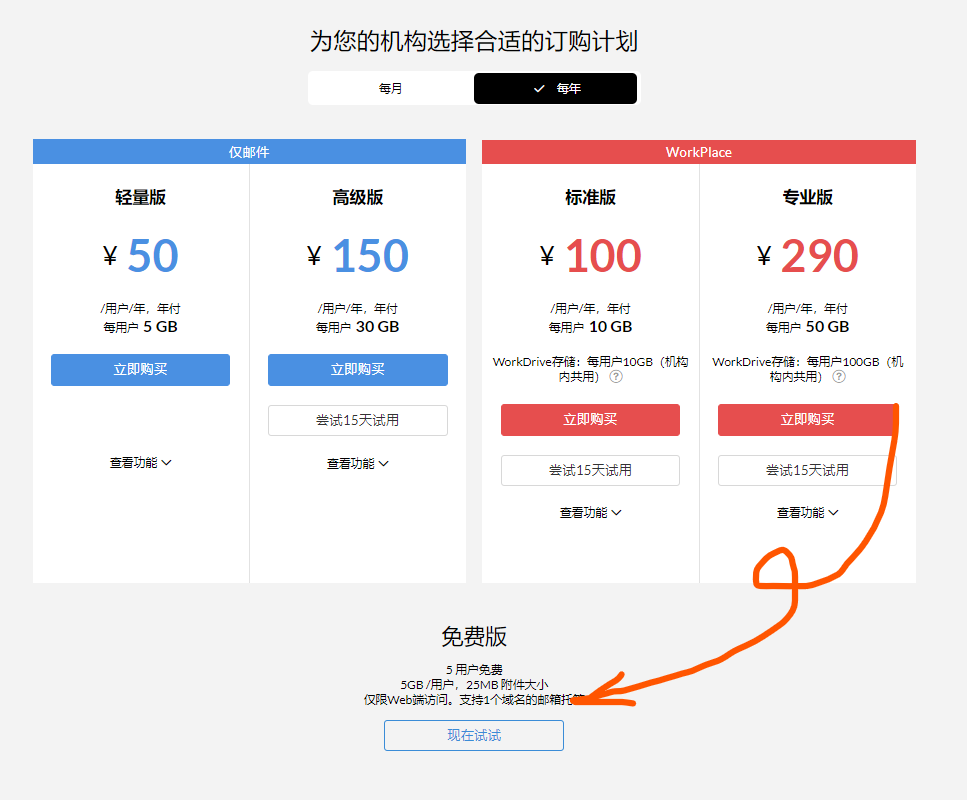 为您的机构选择合适的订购计划
每月
每年
仅邮件
轻量版
¥ 50
/用户/年，年付
每用户 5 GB
立即购买
查看功能
高级版
¥ 150
/用户/年，年付
每用户 30 GB
立即购买
尝试15天试用
查看功能
WorkPlace
标准版
¥ 100
/用户/年，年付
每用户 10 GB
WorkDrive存储：每用户10GB（机构
内共用） ?
立即购买
尝试15天试用
查看功能
专业版
¥ 290
/用户/年，年付
每用户 50 GB
WorkDrive存储：每用户100GB（机
构内共用） ?
立即购买
尝试15天试用
查看功能
免费版
5 用户免费
5GB /用户，25MB 附件大小
仅限Web端访问。支持1个域名的邮箱托
现在试试